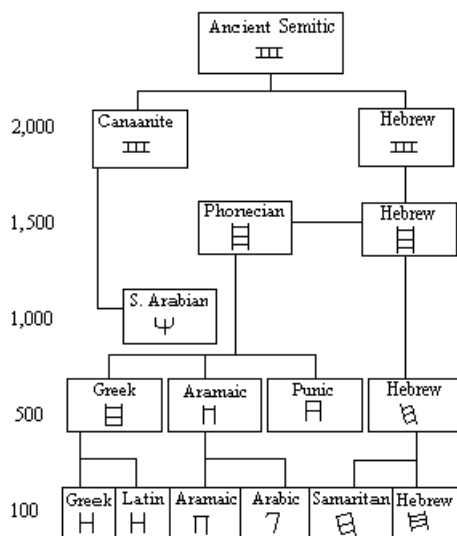 Ancient Semitic
2,000
Canaanite
Hebrew
1,500
Phonecian
Hebrew
S. Arabian
1,000
Greek
Aramaic
Punic
Hebrew
500
Greek
Latin
Aramaic
Arabic
Samaritan
Hebrew
100